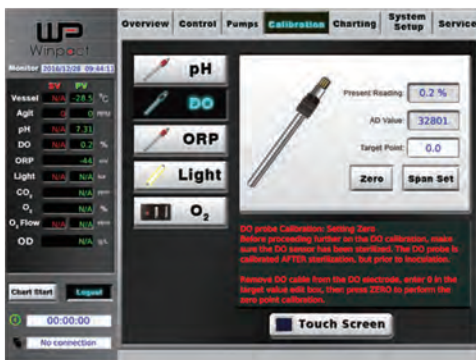 WP
Winpact
Overview Control Pumps Calibration Charting System Setup Service
Monitor 2016/12/28 09:44:11
SV PV
Vessel N/A -28.5 °C
Agit 0 0 RPM
pH N/A 7.31
DO N/A 0.2 %
ORP -44 mV
Light N/A N/A lux
CO₂ N/A ppm
O₂ N/A %
O₂ Flow N/A N/A
OD N/A
Chart Start Logout
00:00:00
No connection
pH
DO
ORP
Light
O₂
Present Reading: 0.2 %
AD Value: 32801
Target Point: 0.0
Zero Span Set
DO probe Calibration: Setting Zero
Before proceeding further on the DO calibration, make
sure the DO sensor has been sterilized. The DO probe is
calibrated AFTER sterilization, but prior to inoculation.
Remove DO cable from the DO electrode, enter 0 in the
target value edit box, then press ZERO to perform the
zero point calibration.
Touch Screen